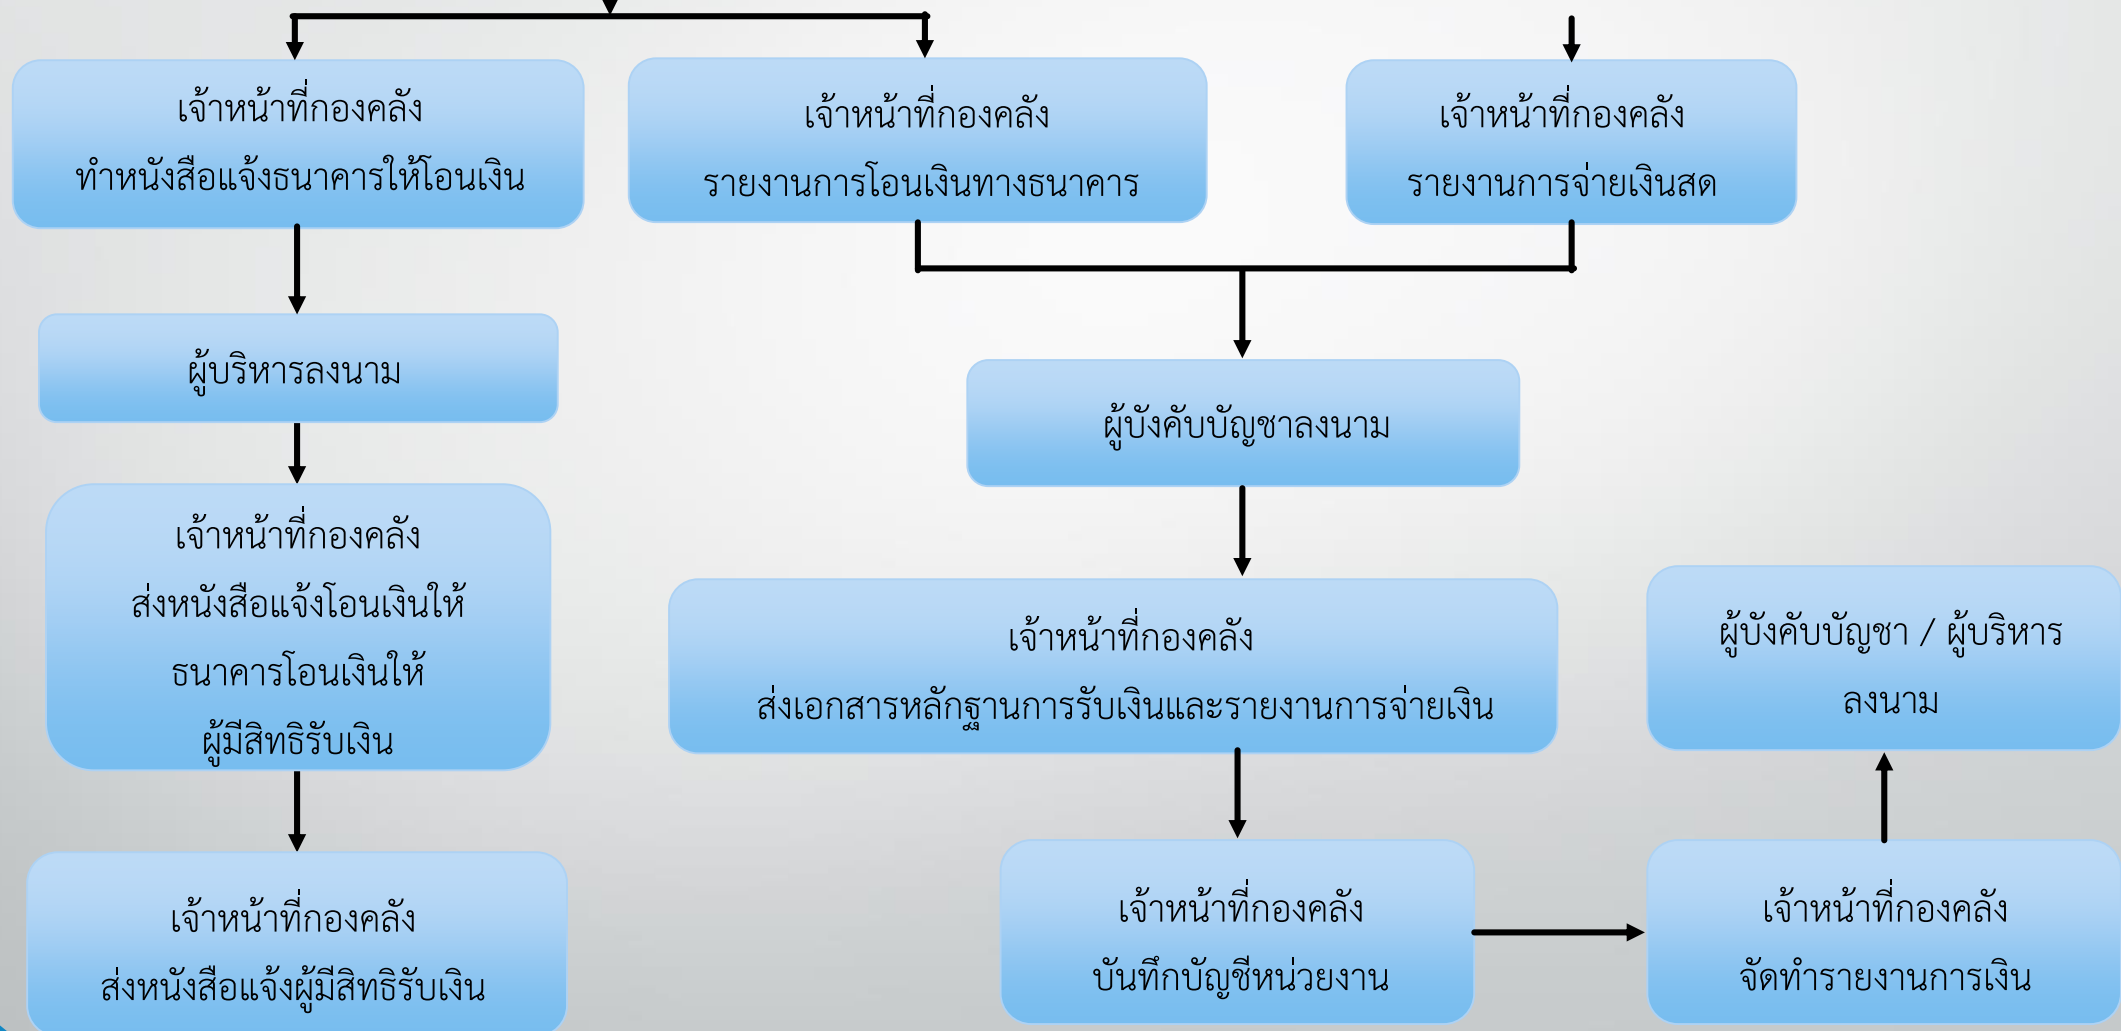 เจ้าหน้าที่กองคลัง
ทำหนังสือแจ้งธนาคารให้โอนเงิน
เจ้าหน้าที่กองคลัง
รายงานการโอนเงินทางธนาคาร
เจ้าหน้าที่กองคลัง
รายงานการจ่ายเงินสด
ผู้บริหารลงนาม
ผู้บังคับบัญชาลงนาม
เจ้าหน้าที่กองคลัง
ส่งหนังสือแจ้งโอนเงินให้
ธนาคารโอนเงินให้
ผู้มีสิทธิรับเงิน
เจ้าหน้าที่กองคลัง
ส่งเอกสารหลักฐานการรับเงินและรายงานการจ่ายเงิน
ผู้บังคับบัญชา / ผู้บริหาร
ลงนาม
เจ้าหน้าที่กองคลัง
ส่งหนังสือแจ้งผู้มีสิทธิรับเงิน
เจ้าหน้าที่กองคลัง
บันทึกบัญชีหน่วยงาน
เจ้าหน้าที่กองคลัง
จัดทำรายงานการเงิน